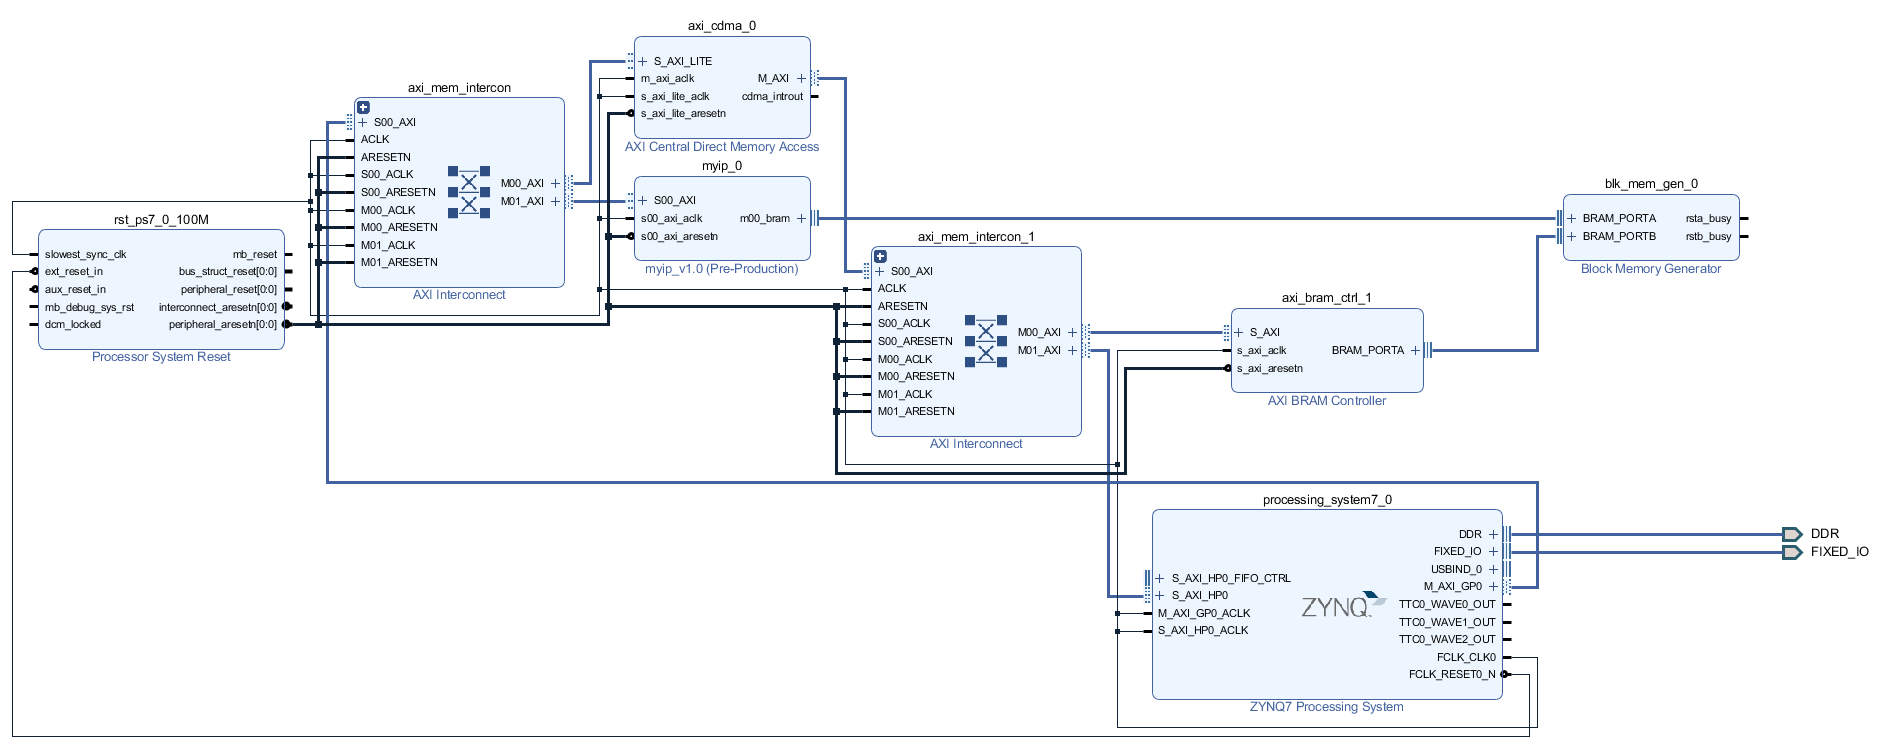 axi_cdma_0
S_AXI_LITE
m_axi_aclk
s_axi_lite_aclk
s_axi_lite_aresetn
M_AXI
cdma_introut
AXI Central Direct Memory Access
axi_mem_intercon
S00_AXI
ACLK
ARESETN
S00_ACLK
S00_ARESETN
M00_ACLK
M00_ARESETN
M01_ACLK
M01_ARESETN
M00_AXI
M01_AXI
AXI Interconnect
myip_0
S00_AXI
s00_axi_aclk
s00_axi_aresetn
m00_bram
myip_v1.0 (Pre-Production)
blk_mem_gen_0
BRAM_PORTA
BRAM_PORTB
rsta_busy
rstb_busy
Block Memory Generator
rst_ps7_0_100M
slowest_sync_clk
ext_reset_in
aux_reset_in
mb_debug_sys_rst
dcm_locked
mb_reset
bus_struct_reset[0:0]
peripheral_reset[0:0]
interconnect_aresetn[0:0]
peripheral_aresetn[0:0]
Processor System Reset
axi_mem_intercon_1
S00_AXI
ACLK
ARESETN
S00_ACLK
S00_ARESETN
M00_ACLK
M00_ARESETN
M01_ACLK
M01_ARESETN
M00_AXI
M01_AXI
AXI Interconnect
axi_bram_ctrl_1
S_AXI
s_axi_aclk
s_axi_aresetn
BRAM_PORTA
AXI BRAM Controller
processing_system7_0
S_AXI_HP0_FIFO_CTRL
S_AXI_HP0
M_AXI_GP0_ACLK
S_AXI_HP0_ACLK
ZYNQ
DDR
FIXED_IO
USBIND_0
M_AXI_GP0
TTC0_WAVE0_OUT
TTC0_WAVE1_OUT
TTC0_WAVE2_OUT
FCLK_CLK0
FCLK_RESET0_N
ZYNQ7 Processing System
DDR
FIXED_IO